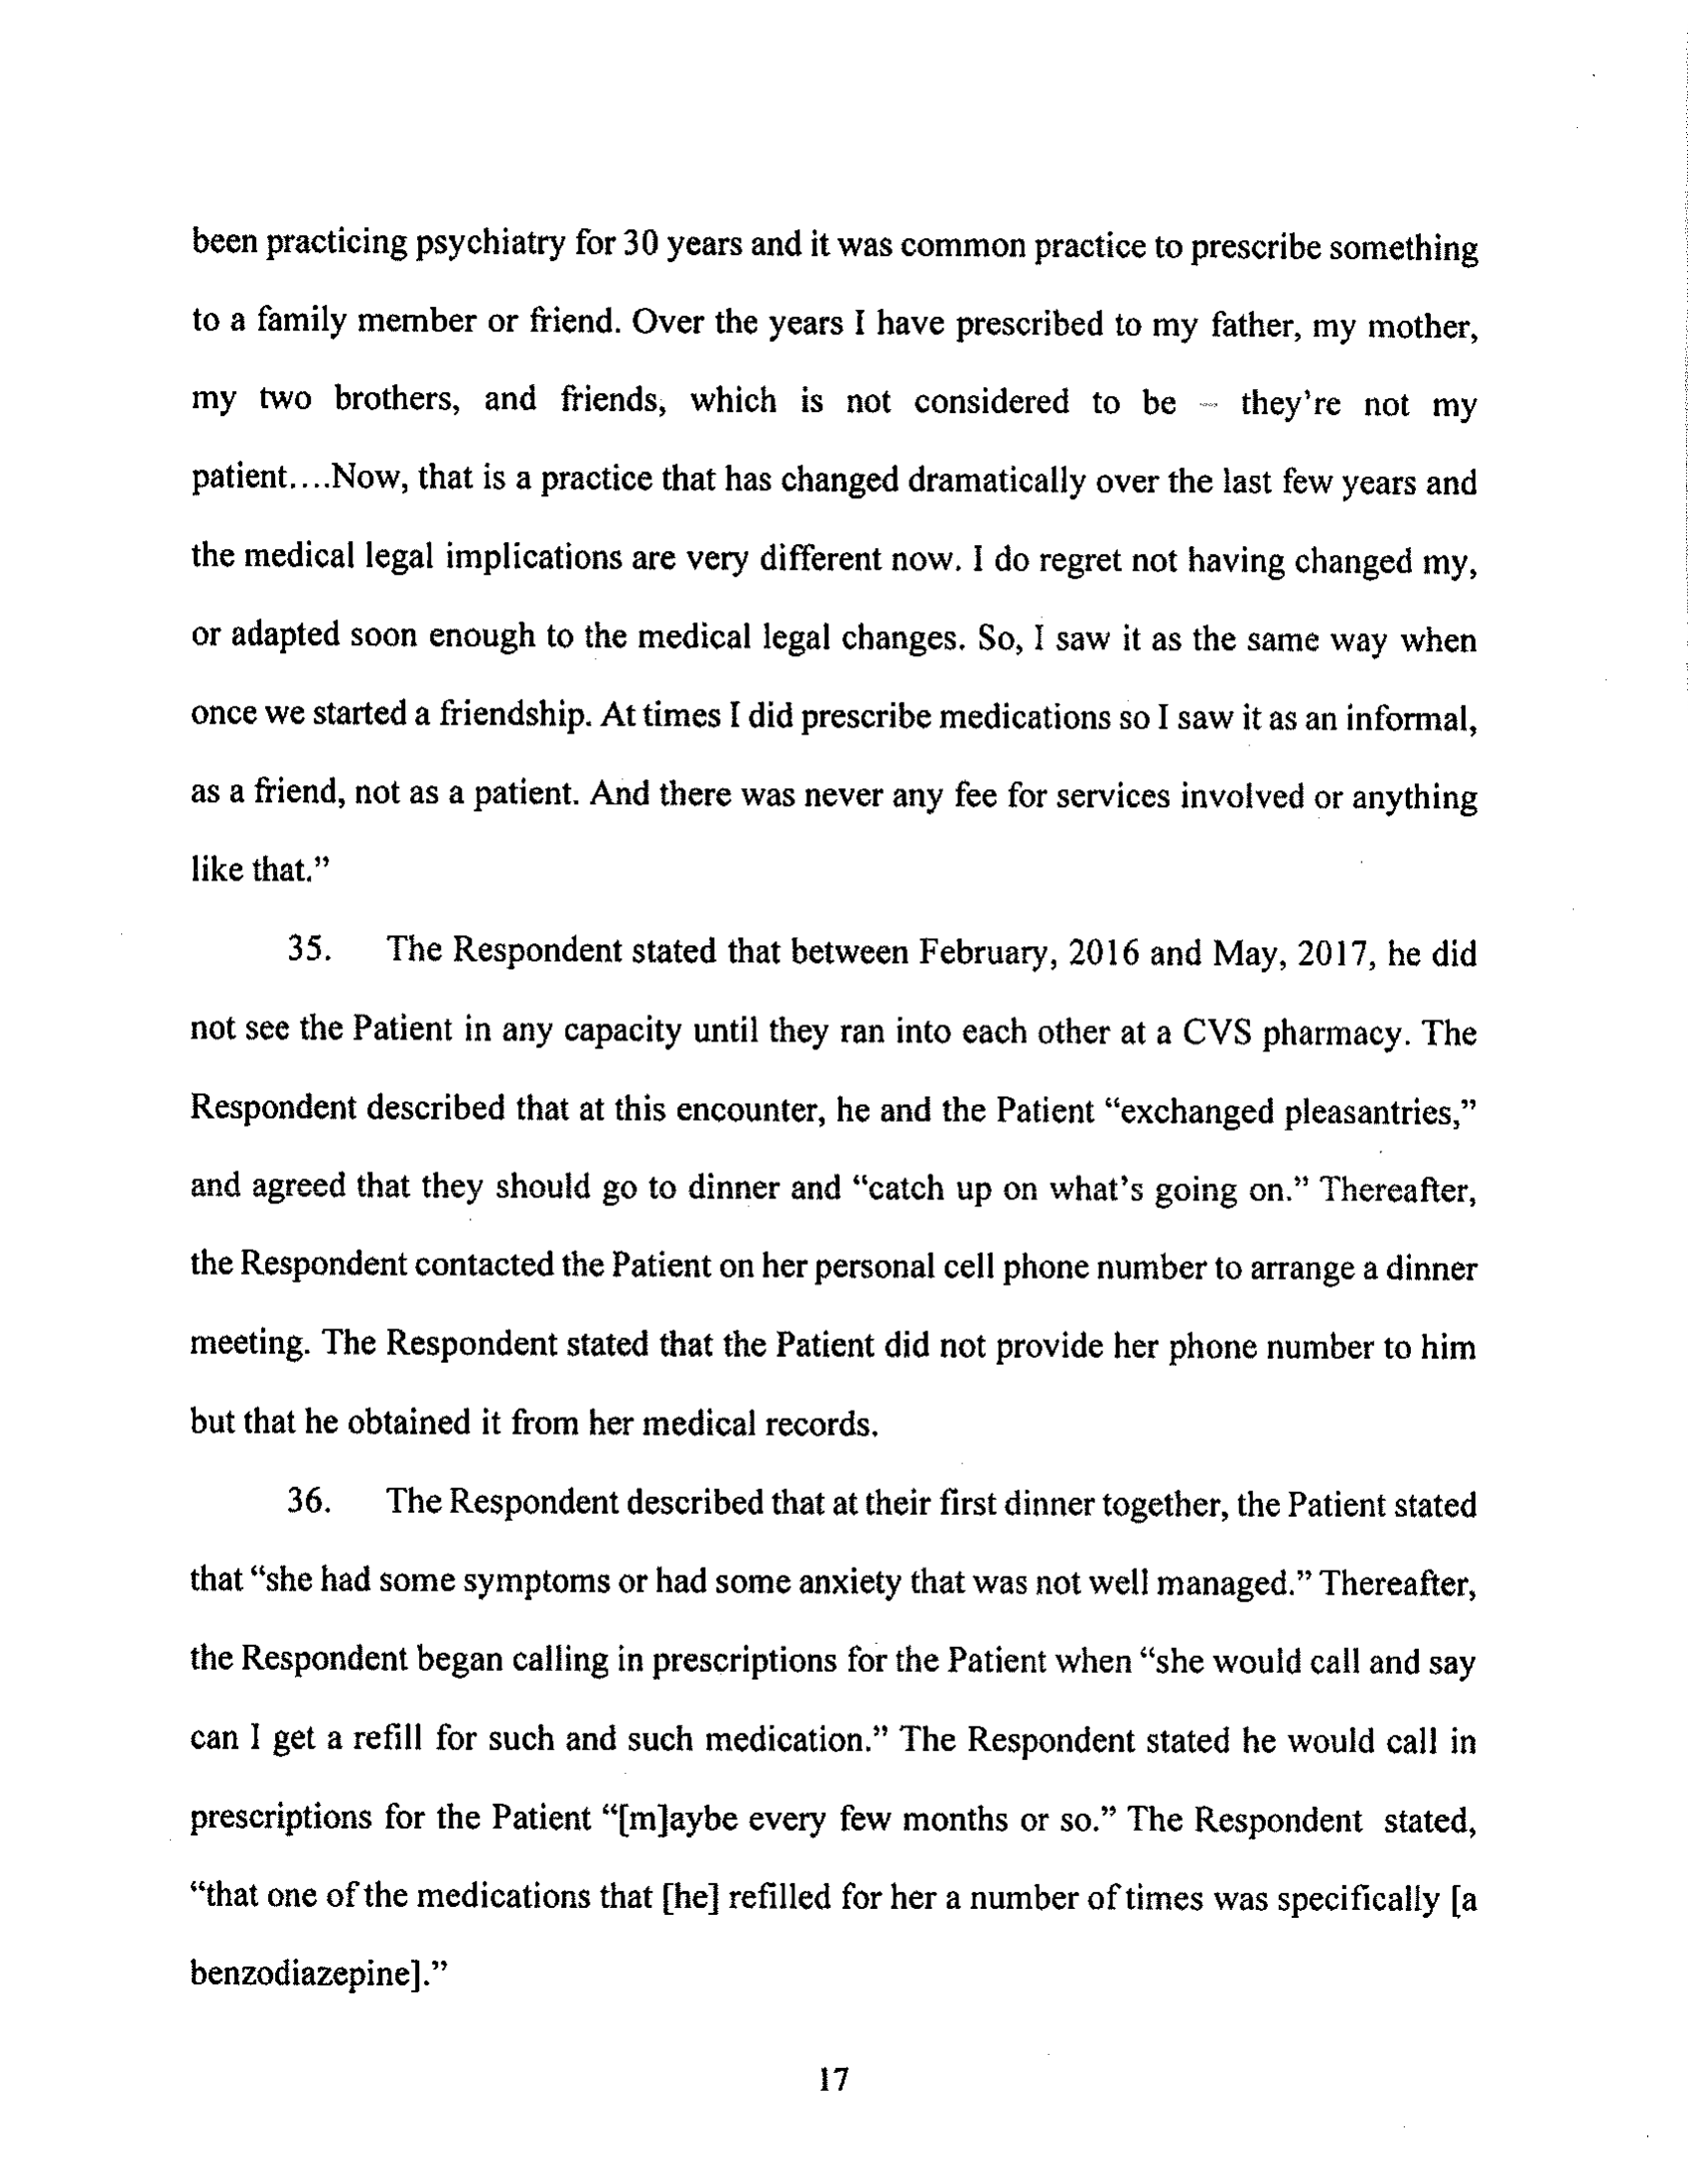 been practicing psychiatry for 30 years and it was common practice to prescribe something
to a family member or friend. Over the years I have prescribed to my father, my mother,
my two brothers, and friends, which is not considered to be – they're not my
patient....Now, that is a practice that has changed dramatically over the last few years and
the medical legal implications are very different now. I do regret not having changed my,
or adapted soon enough to the medical legal changes. So, I saw it as the same way when
once we started a friendship. At times I did prescribe medications so I saw it as an informal,
as a friend, not as a patient. And there was never any fee for services involved or anything
like that.”
35. The Respondent stated that between February, 2016 and May, 2017, he did
not see the Patient in any capacity until they ran into each other at a CVS pharmacy. The
Respondent described that at this encounter, he and the Patient “exchanged pleasantries,”
and agreed that they should go to dinner and “catch up on what's going on.” Thereafter,
the Respondent contacted the Patient on her personal cell phone number to arrange a dinner
meeting. The Respondent stated that the Patient did not provide her phone number to him
but that he obtained it from her medical records.
36. The Respondent described that at their first dinner together, the Patient stated
that “she had some symptoms or had some anxiety that was not well managed.” Thereafter,
the Respondent began calling in prescriptions for the Patient when “she would call and say
can I get a refill for such and such medication.” The Respondent stated he would call in
prescriptions for the Patient “[m]aybe every few months or so.” The Respondent stated,
“that one of the medications that [he] refilled for her a number of times was specifically [a
benzodiazepine].”
17